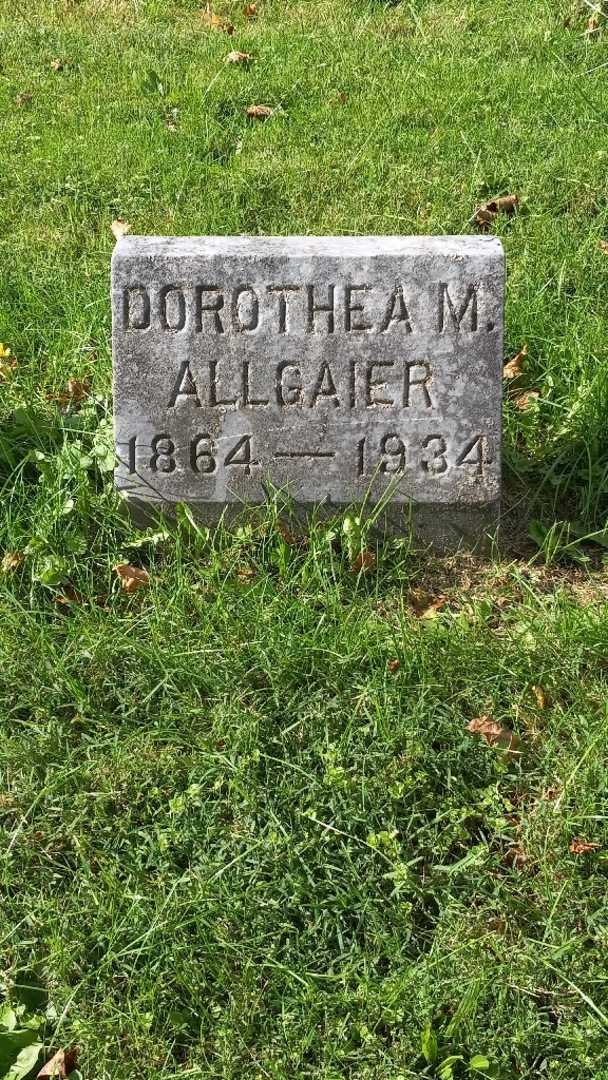 DOROTHEA M.
ALLGAIER
1864 — 1934